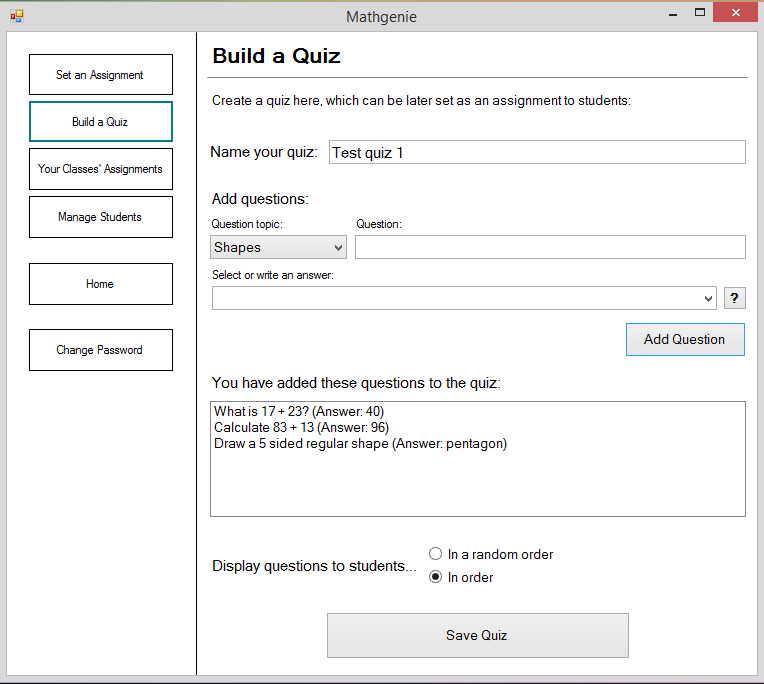 Mathgenie
Set an Assignment
Build a Quiz
Your Classes' Assignments
Manage Students
Home
Change Password
Build a Quiz
Create a quiz here, which can be later set as an assignment to students:
Name your quiz: Test quiz 1
Add questions:
Question topic: Question:
Shapes
Select or write an answer:
?
Add Question
You have added these questions to the quiz:
What is 17 + 23? (Answer: 40)
Calculate 83 + 13 (Answer: 96)
Draw a 5 sided regular shape (Answer: pentagon)
Display questions to students...
In a random order
In order
Save Quiz